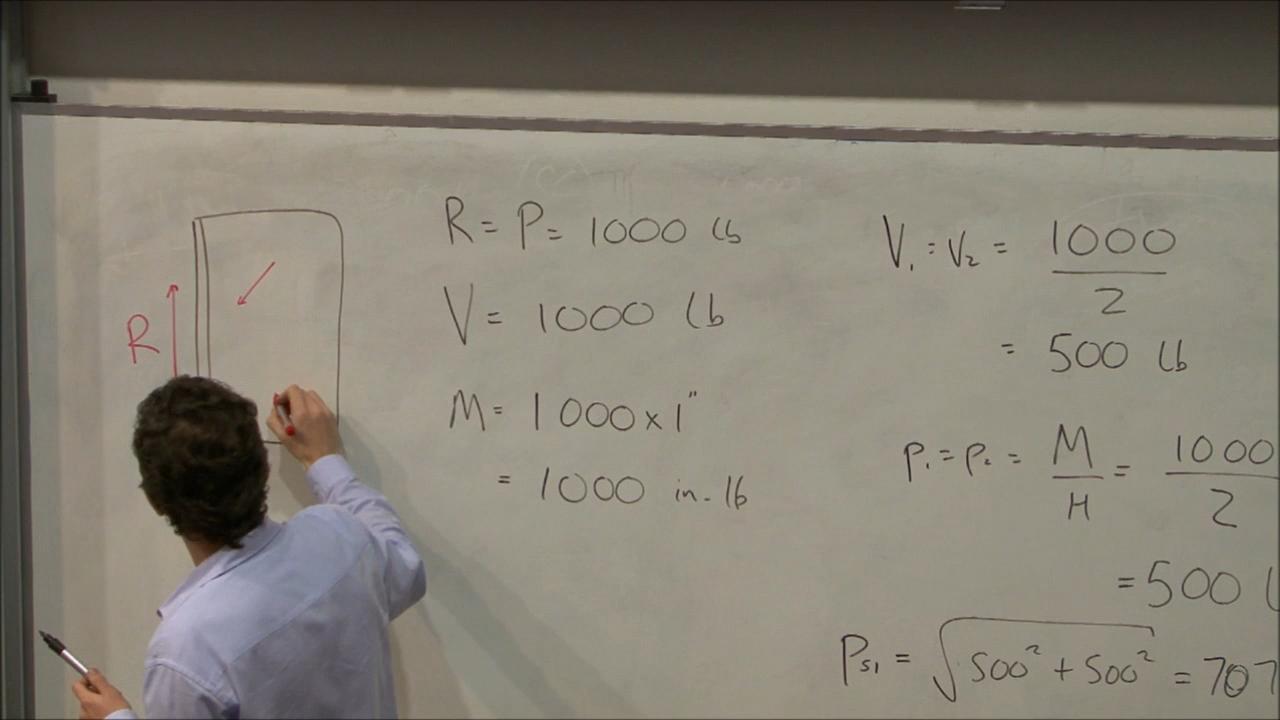 R
R = P = 1000 lb
V = 1000 lb
M = 1000 x 1"
= 1000 in-lb
V₁ = V₂ = 1000
2
= 500 lb
P₁ = P₂ = M/H = 1000
2
= 500
Ps₁ = √500² + 500² = 707